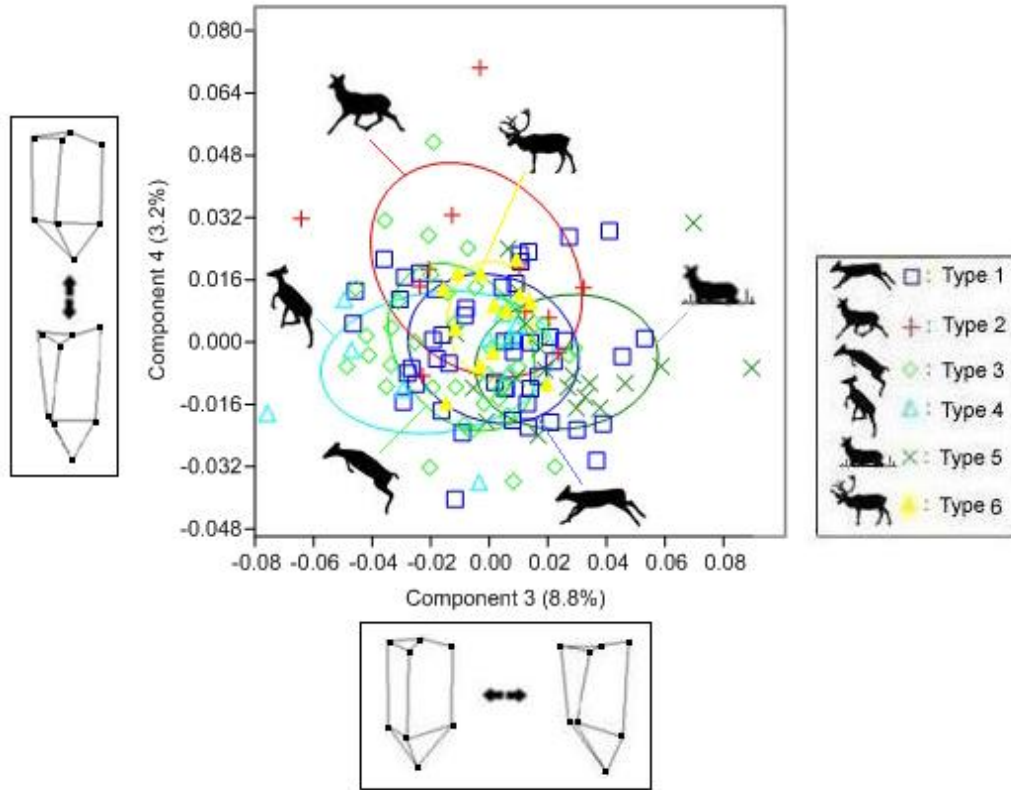 0.080
0.064
0.048
0.032
0.016
0.000
-0.016
-0.032
-0.048
Component 4 (3.2%)
-0.08 -0.06 -0.04 -0.02 0.00 0.02 0.04 0.06 0.08
Component 3 (8.8%)
: Type 1
: Type 2
: Type 3
: Type 4
: Type 5
: Type 6